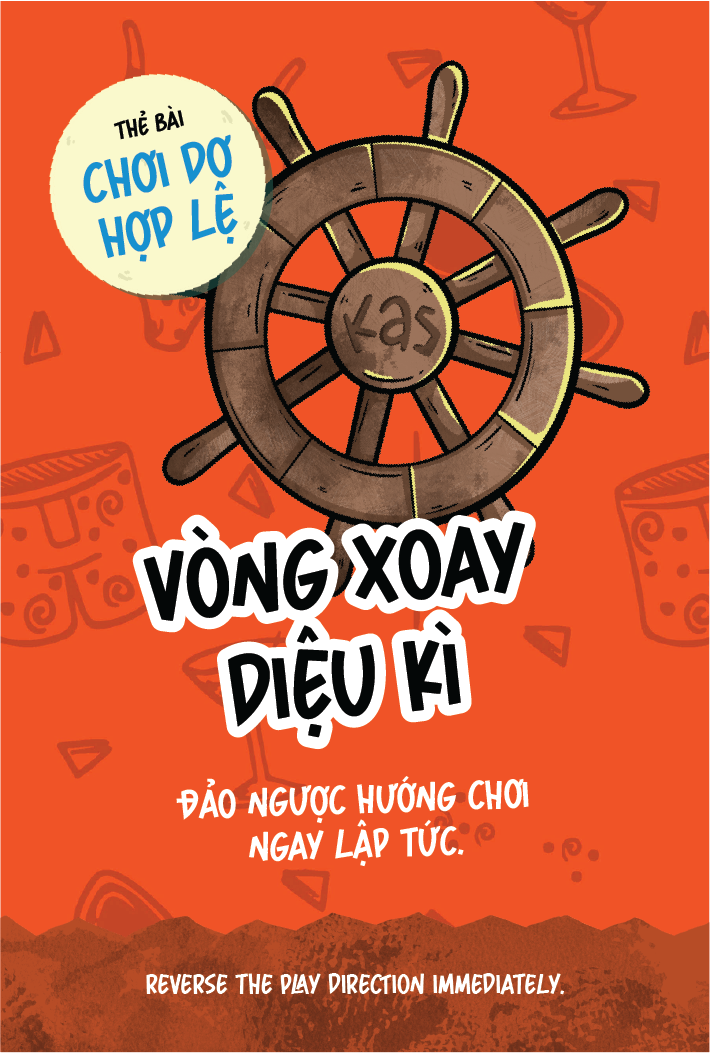 THẺ BÀI
CHƠI DƠ
HỢP LỆ
Kas
VÒNG XOAY
DIỆU KÌ
ĐẢO NGƯỢC HƯỚNG CHƠI
NGAY LẬP TỨC.
REVERSE THE PLAY DIRECTION IMMEDIATELY.